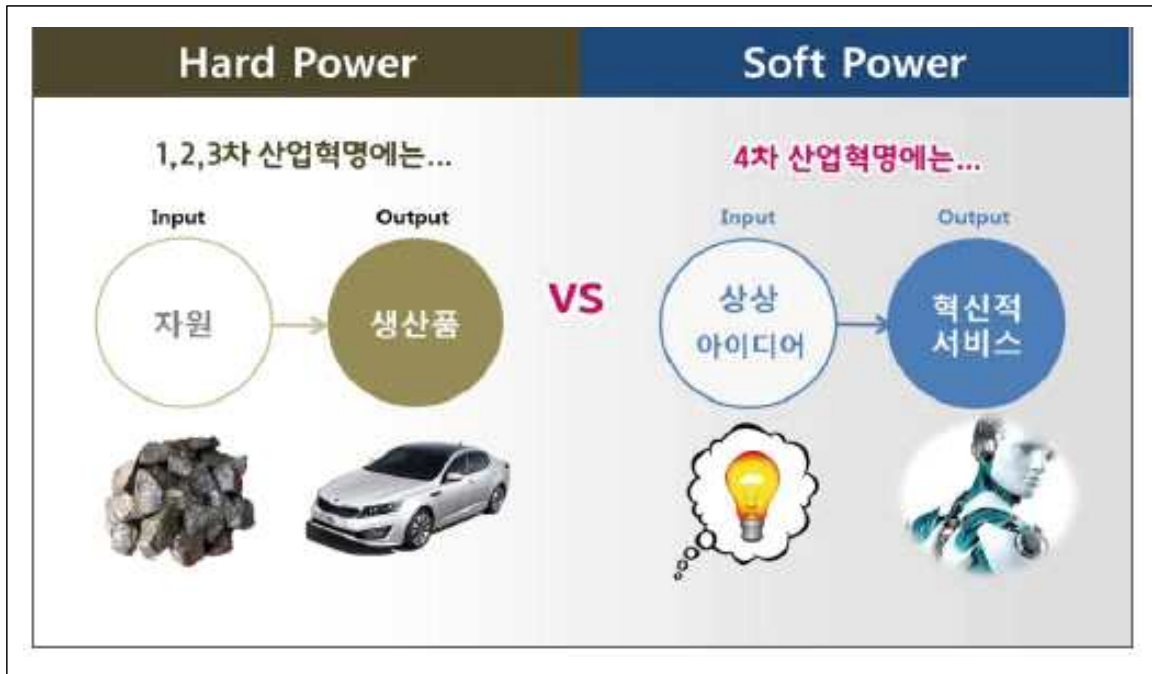 Hard Power
Soft Power
1,2,3차 산업혁명에는...
4차 산업혁명에는...
Input
Output
Input
Output
자원
생산품
VS
상상
아이디어
혁신적
서비스